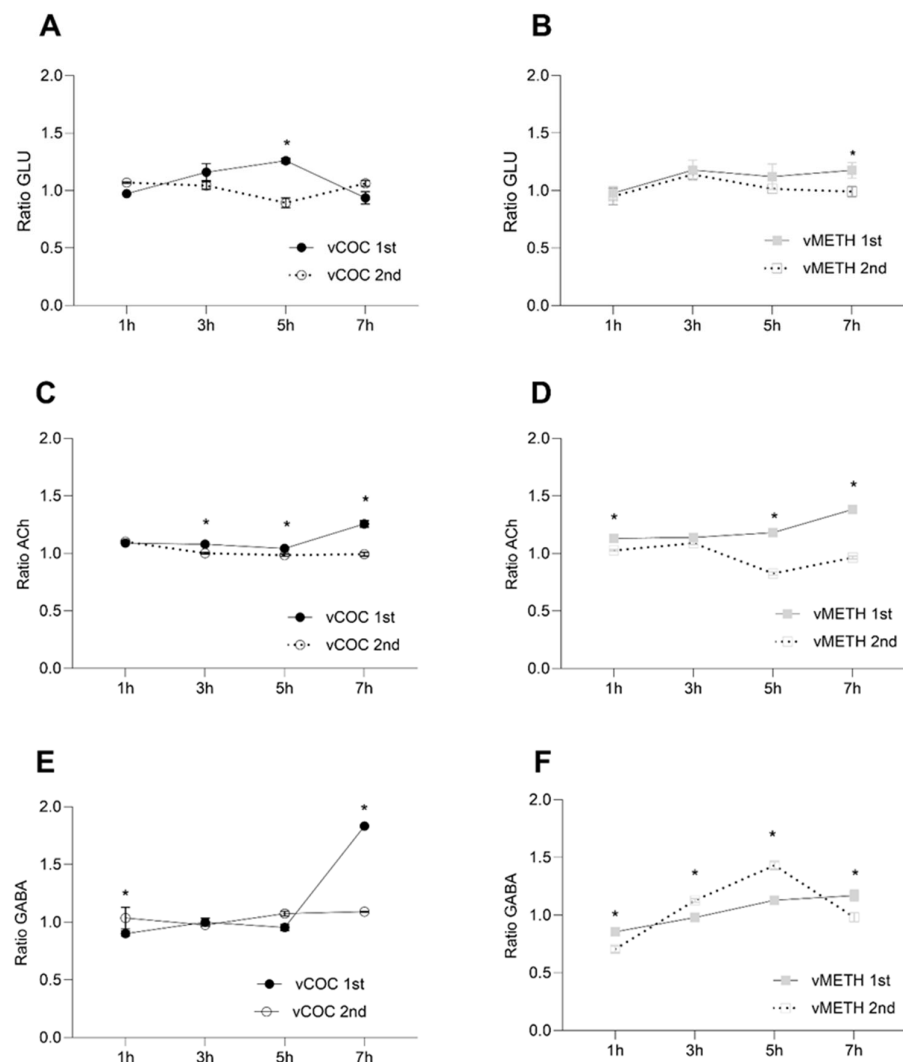 A
2.0
1.5
1.0
0.5
0.0
Ratio GLU
*
vCOC 1st
vCOC 2nd
1h 3h 5h 7h
B
2.0
1.5
1.0
0.5
0.0
Ratio GLU
*
vMETH 1st
vMETH 2nd
1h 3h 5h 7h
C
2.0
1.5
1.0
0.5
0.0
Ratio ACh
* * *
vCOC 1st
vCOC 2nd
1h 3h 5h 7h
D
2.0
1.5
1.0
0.5
0.0
Ratio ACh
* * *
vMETH 1st
vMETH 2nd
1h 3h 5h 7h
E
2.0
1.5
1.0
0.5
0.0
Ratio GABA
* *
vCOC 1st
vCOC 2nd
1h 3h 5h 7h
F
2.0
1.5
1.0
0.5
0.0
Ratio GABA
* * * *
vMETH 1st
vMETH 2nd
1h 3h 5h 7h